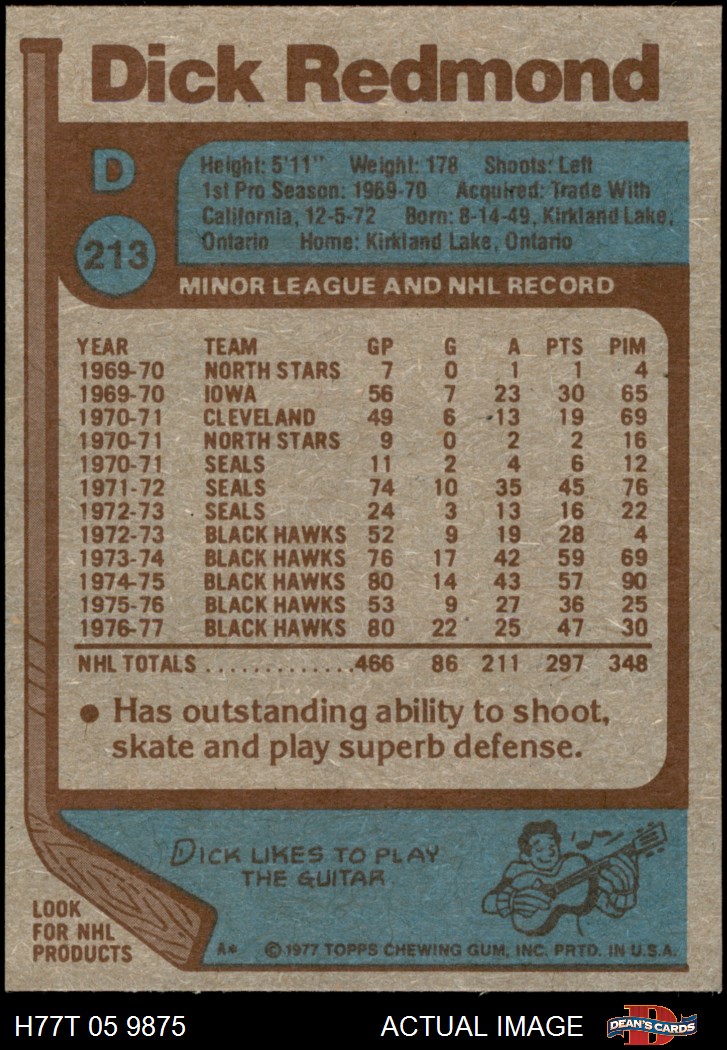 Dick Redmond
D
213
Height: 5'11" Weight: 178 Shoots: Left
1st Pro Season: 1969-70 Acquired: Trade With
California, 12-5-72 Born: 8-14-49, Kirkland Lake,
Ontario Home: Kirkland Lake, Ontario
MINOR LEAGUE AND NHL RECORD
YEAR TEAM GP G A PTS PIM
1969-70 NORTH STARS 7 0 1 1 4
1969-70 IOWA 56 7 23 30 65
1970-71 CLEVELAND 49 6 13 19 69
1970-71 NORTH STARS 9 0 2 2 16
1970-71 SEALS 11 2 4 6 12
1971-72 SEALS 74 10 35 45 76
1972-73 SEALS 24 3 13 16 22
1972-73 BLACK HAWKS 52 9 19 28 4
1973-74 BLACK HAWKS 76 17 42 59 69
1974-75 BLACK HAWKS 80 14 43 57 90
1975-76 BLACK HAWKS 53 9 27 36 25
1976-77 BLACK HAWKS 80 22 25 47 30
NHL TOTALS .............466 86 211 297 348
• Has outstanding ability to shoot,
skate and play superb defense.
DICK LIKES TO PLAY
THE GUITAR
LOOK
FOR NHL
PRODUCTS
A* © 1977 TOPPS CHEWING GUM, INC. PRTD. IN U.S.A.
H77T 05 9875 ACTUAL IMAGE
D
DEAN'S CARDS